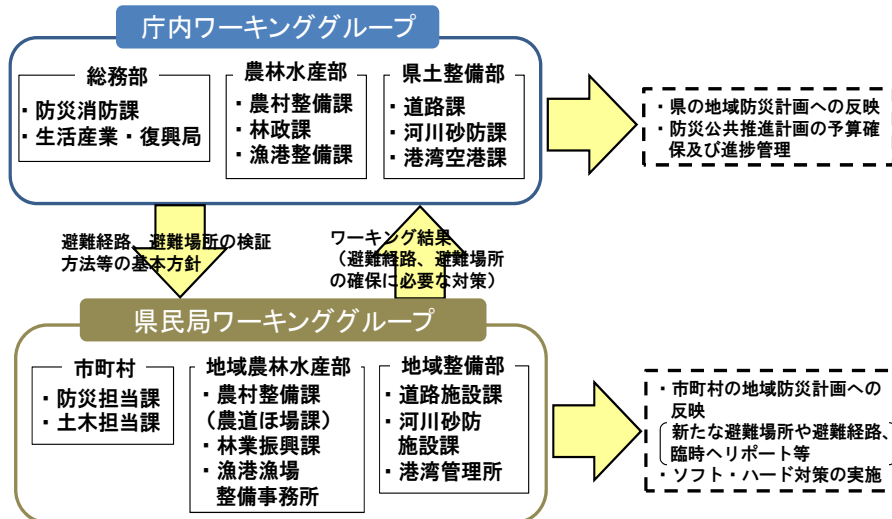 庁内ワーキンググループ
総務部
・防災消防課
・生活産業・復興局
農林水産部
・農村整備課
・林政課
・漁港整備課
県土整備部
・道路課
・河川砂防課
・港湾空港課
・県の地域防災計画への反映
・防災公共推進計画の予算確
保及び進捗管理
避難経路、避難場所の検証
方法等の基本方針
ワーキング結果
（避難経路、避難場所
の確保に必要な対策）
県民局ワーキンググループ
市町村
・防災担当課
・土木担当課
地域農林水産部
・農村整備課
（農道ほ場課）
・林業振興課
・漁港漁場
整備事務所
地域整備部
・道路施設課
・河川砂防
施設課
・港湾管理所
・市町村の地域防災計画への
反映
新たな避難場所や避難経路、
臨時ヘリポート等
・ソフト・ハード対策の実施